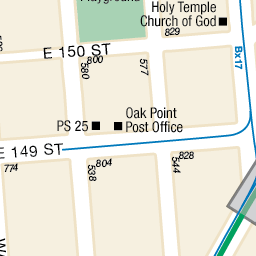 Playground
Holy Temple
Church of God
829
E 150 ST
800
580
577
Bx17
Oak Point
Post Office
PS 25
E 149 ST
774
804
538
544
828